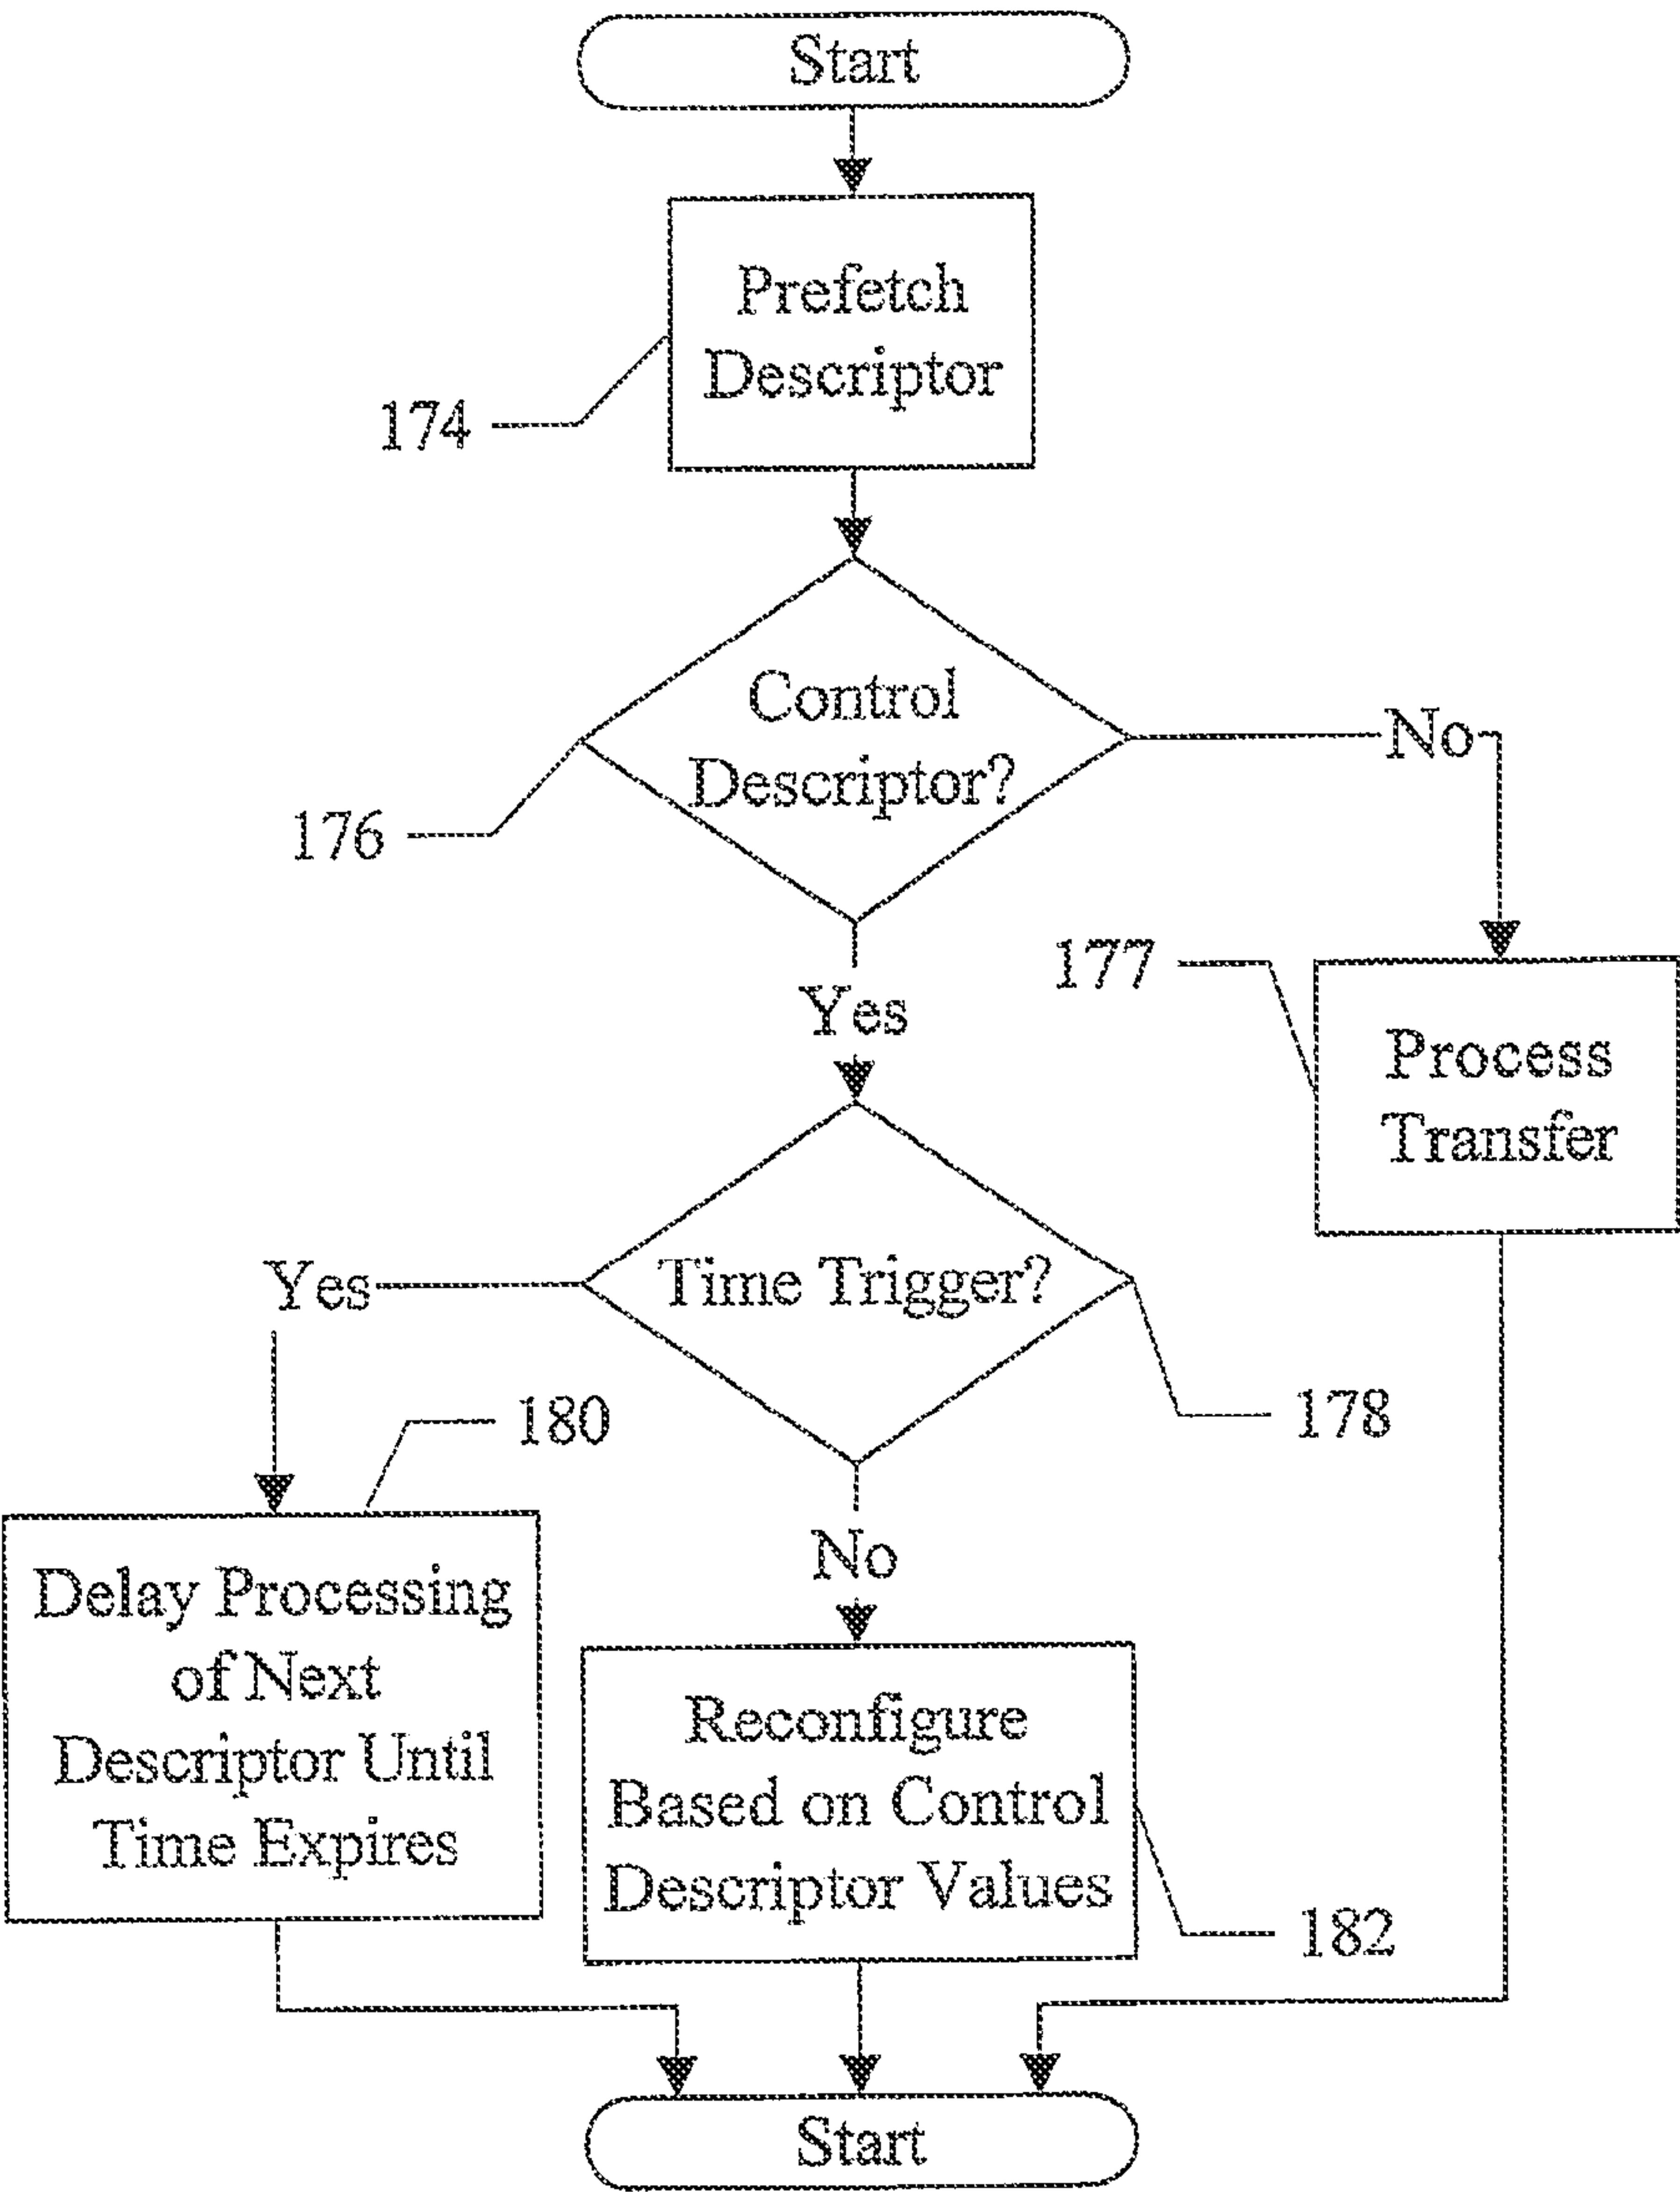 Start
Prefetch
Descriptor
174
Control
Descriptor?
No
176
Yes
177
Process
Transfer
Time Trigger?
Yes
178
180
No
Delay Processing
of Next
Descriptor Until
Time Expires
Reconfigure
Based on Control
Descriptor Values
182
Start